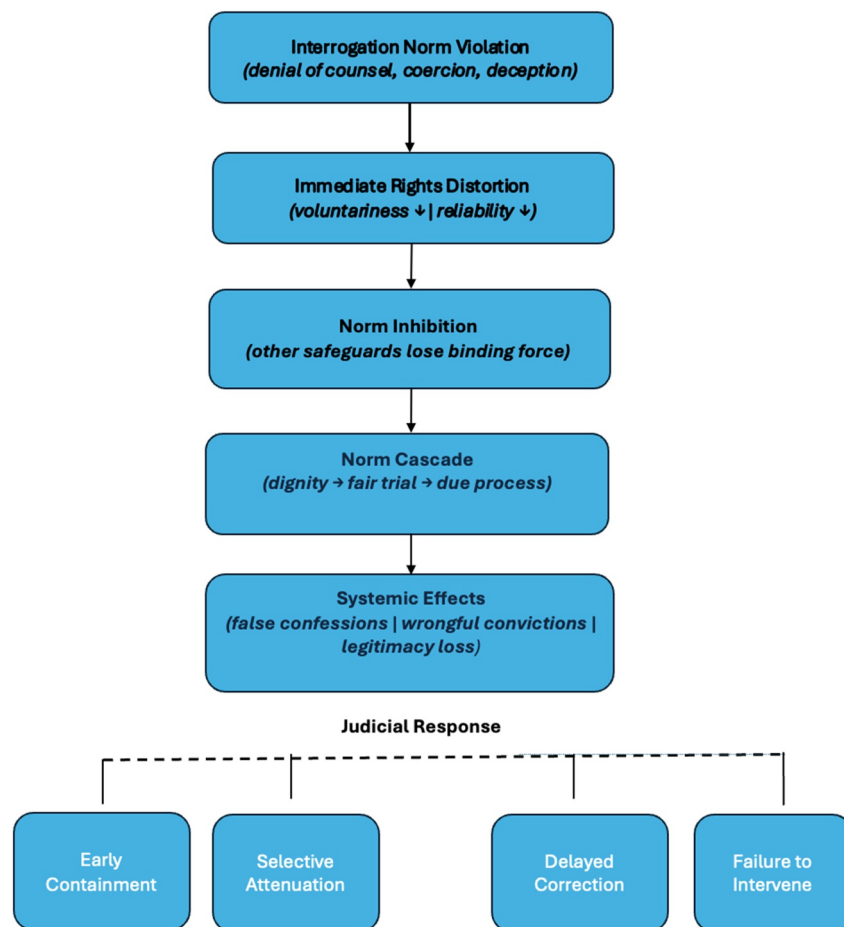 Interrogation Norm Violation
(denial of counsel, coercion, deception)
Immediate Rights Distortion
(voluntariness ↓ | reliability ↓)
Norm Inhibition
(other safeguards lose binding force)
Norm Cascade
(dignity → fair trial → due process)
Systemic Effects
(false confessions | wrongful convictions |
legitimacy loss)
Judicial Response
Early
Containment
Selective
Attenuation
Delayed
Correction
Failure to
Intervene